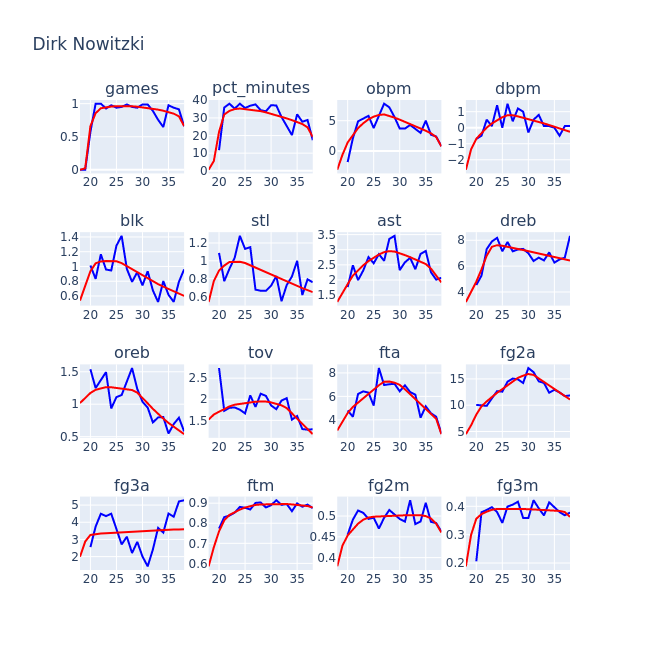 Dirk Nowitzki
games pct_minutes obpm dbpm
1
0.5
0
20 25 30 35
40
30
20
10
0
20 25 30 35
5
0
20 25 30 35
1
0
−1
−2
20 25 30 35
blk stl ast dreb
1.4
1.2
1
0.8
0.6
20 25 30 35
1.2
1
0.8
0.6
20 25 30 35
3.5
3
2.5
2
1.5
20 25 30 35
8
6
4
20 25 30 35
oreb tov fta fg2a
1.5
1
0.5
20 25 30 35
2.5
2
1.5
20 25 30 35
8
6
4
20 25 30 35
15
10
5
20 25 30 35
fg3a ftm fg2m fg3m
5
4
3
2
20 25 30 35
0.9
0.8
0.7
0.6
20 25 30 35
0.5
0.45
0.4
20 25 30 35
0.4
0.3
0.2
20 25 30 35